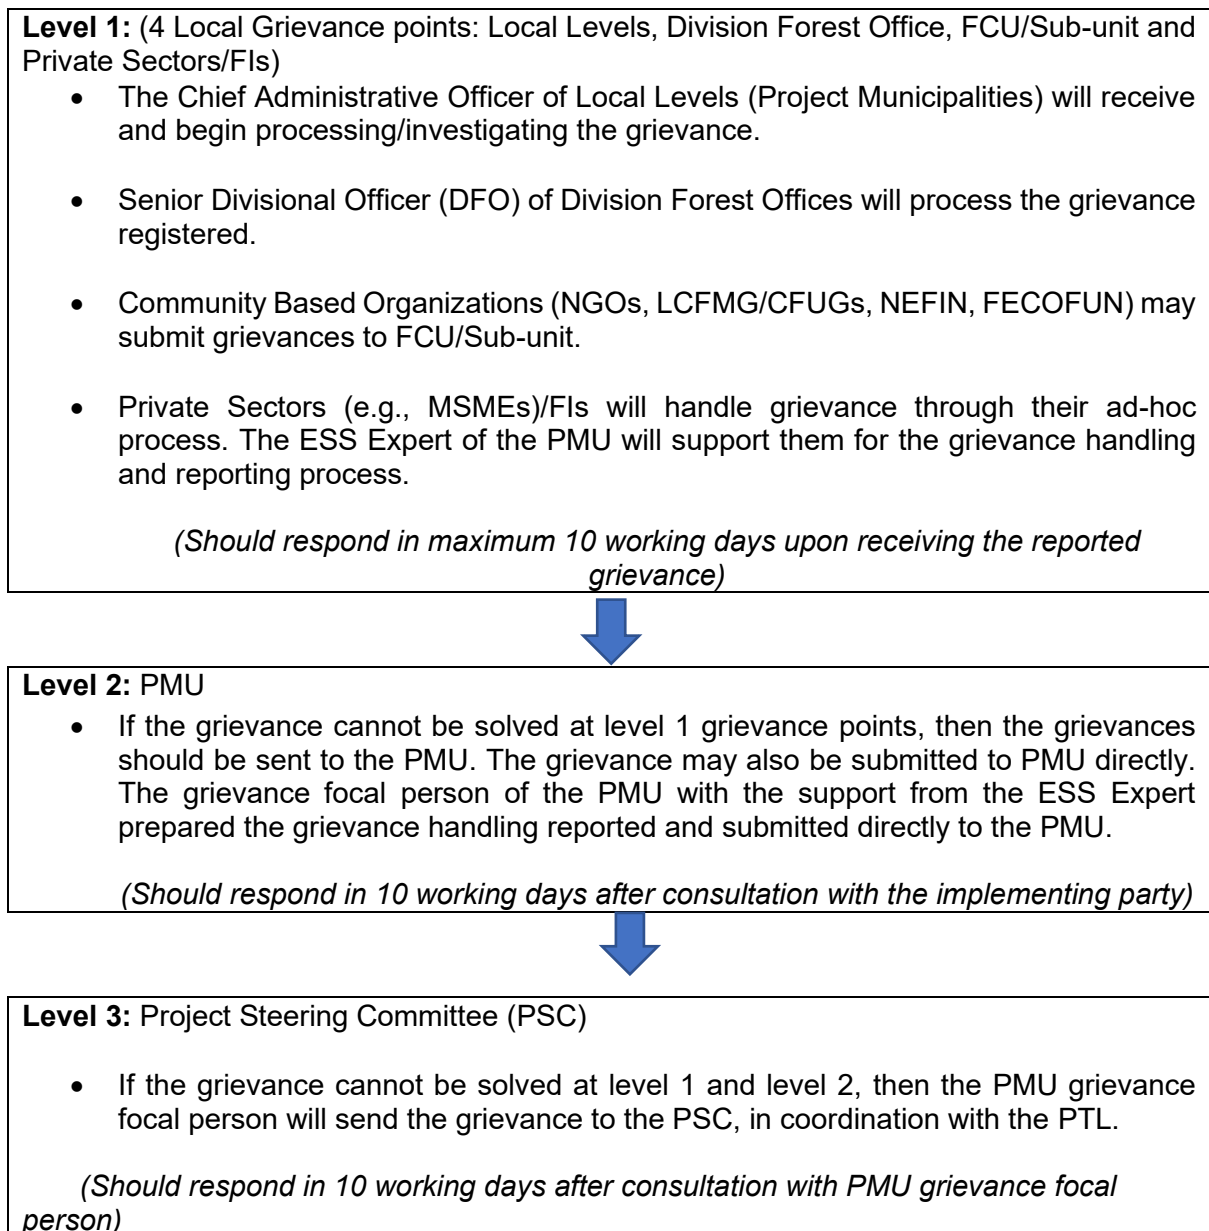 Level 1: (4 Local Grievance points: Local Levels, Division Forest Office, FCU/Sub-unit and
Private Sectors/FIs)
• The Chief Administrative Officer of Local Levels (Project Municipalities) will receive
and begin processing/investigating the grievance.
• Senior Divisional Officer (DFO) of Division Forest Offices will process the grievance
registered.
• Community Based Organizations (NGOs, LCFMG/CFUGs, NEFIN, FECOFUN) may
submit grievances to FCU/Sub-unit.
• Private Sectors (e.g., MSMEs)/FIs will handle grievance through their ad-hoc
process. The ESS Expert of the PMU will support them for the grievance handling
and reporting process.
(Should respond in maximum 10 working days upon receiving the reported
grievance)
Level 2: PMU
• If the grievance cannot be solved at level 1 grievance points, then the grievances
should be sent to the PMU. The grievance may also be submitted to PMU directly.
The grievance focal person of the PMU with the support from the ESS Expert
prepared the grievance handling reported and submitted directly to the PMU.
(Should respond in 10 working days after consultation with the implementing party)
Level 3: Project Steering Committee (PSC)
• If the grievance cannot be solved at level 1 and level 2, then the PMU grievance
focal person will send the grievance to the PSC, in coordination with the PTL.
(Should respond in 10 working days after consultation with PMU grievance focal
person)